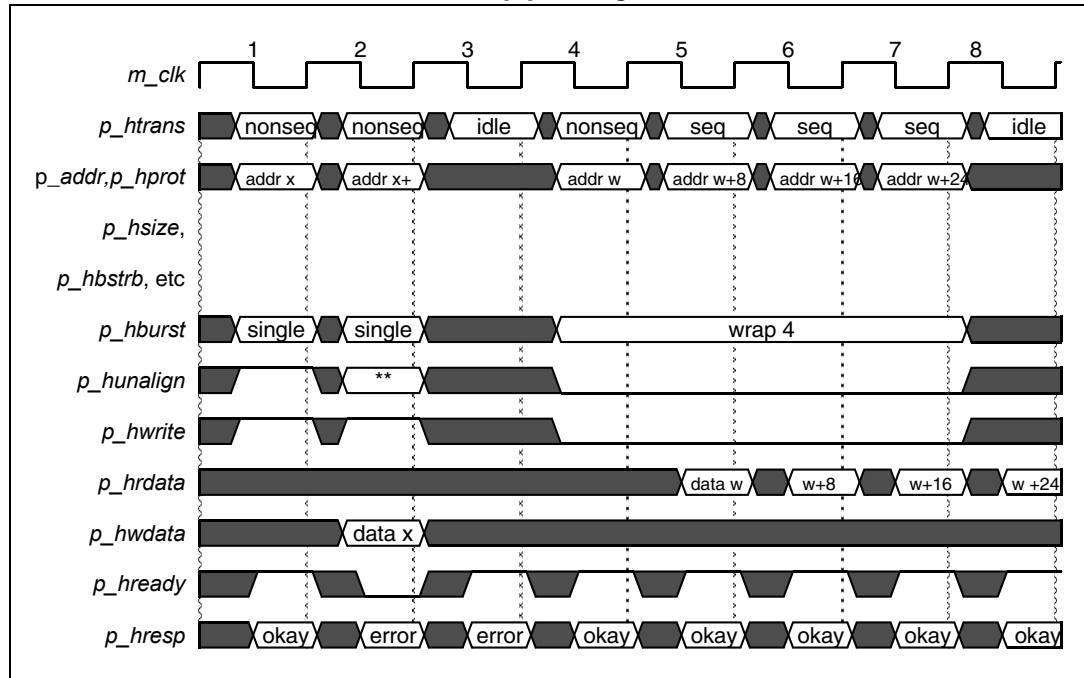 1 2 3 4 5 6 7 8
m_clk
p_htrans nonseq nonseq idle nonseq seq seq seq idle
p_addr,p_hprot addr x addr x+ addr w addr w+8 addr w+16 addr w+24
p_hsize,
p_hbstrb, etc
p_hburst single single wrap 4
p_hunalign **
p_hwrite
p_hrdata data w w+8 w+16 w +24
p_hwdata data x
p_hready
p_hresp okay error error okay okay okay okay okay